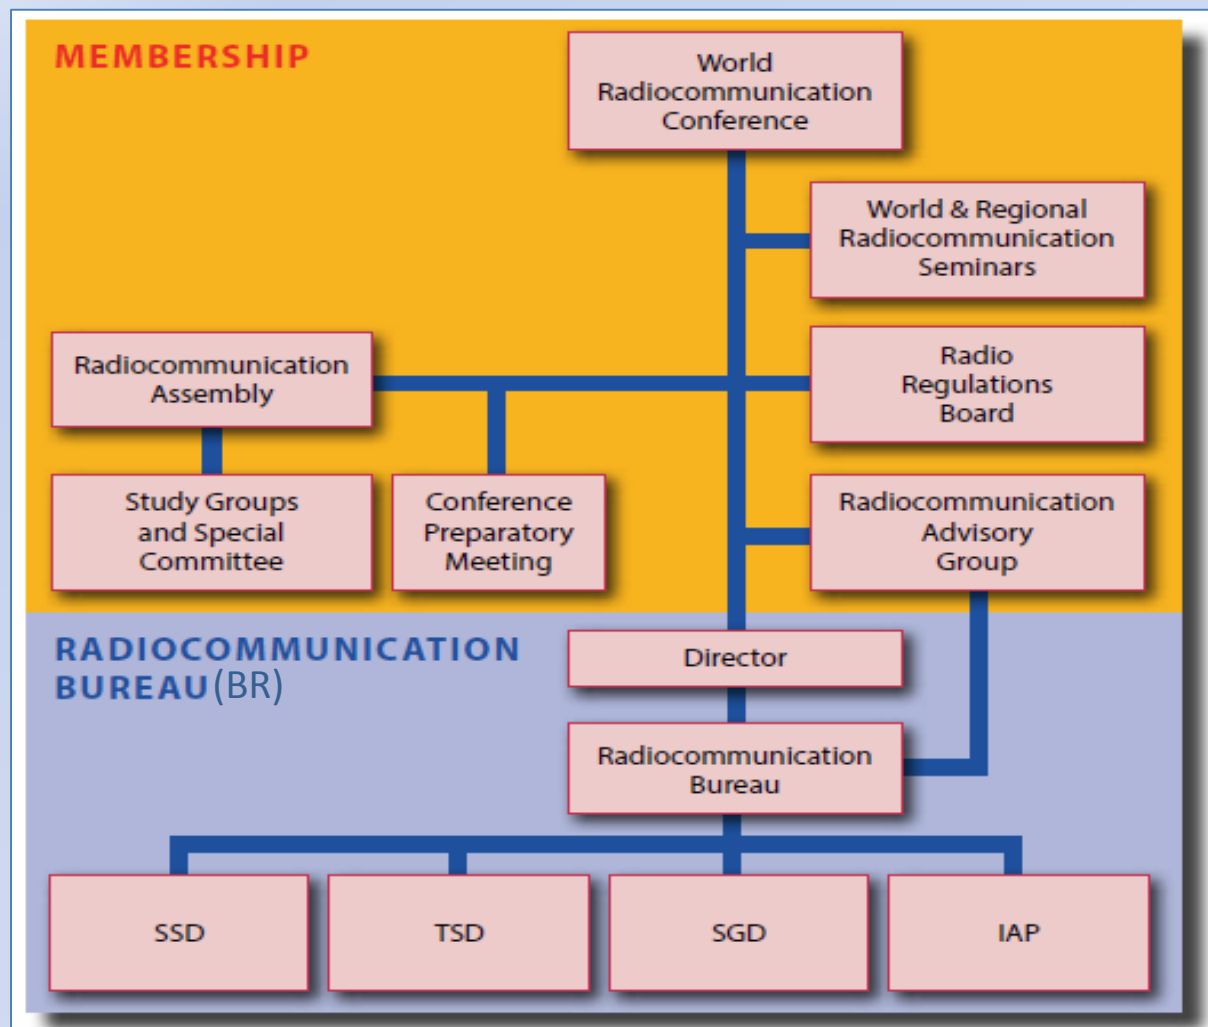 MEMBERSHIP
World
Radiocommunication
Conference
World & Regional
Radiocommunication
Seminars
Radiocommunication
Assembly
Radio
Regulations
Board
Study Groups
and Special
Committee
Conference
Preparatory
Meeting
Radiocommunication
Advisory
Group
RADIOCOMMUNICATION
BUREAU(BR)
Director
Radiocommunication
Bureau
SSD
TSD
SGD
IAP